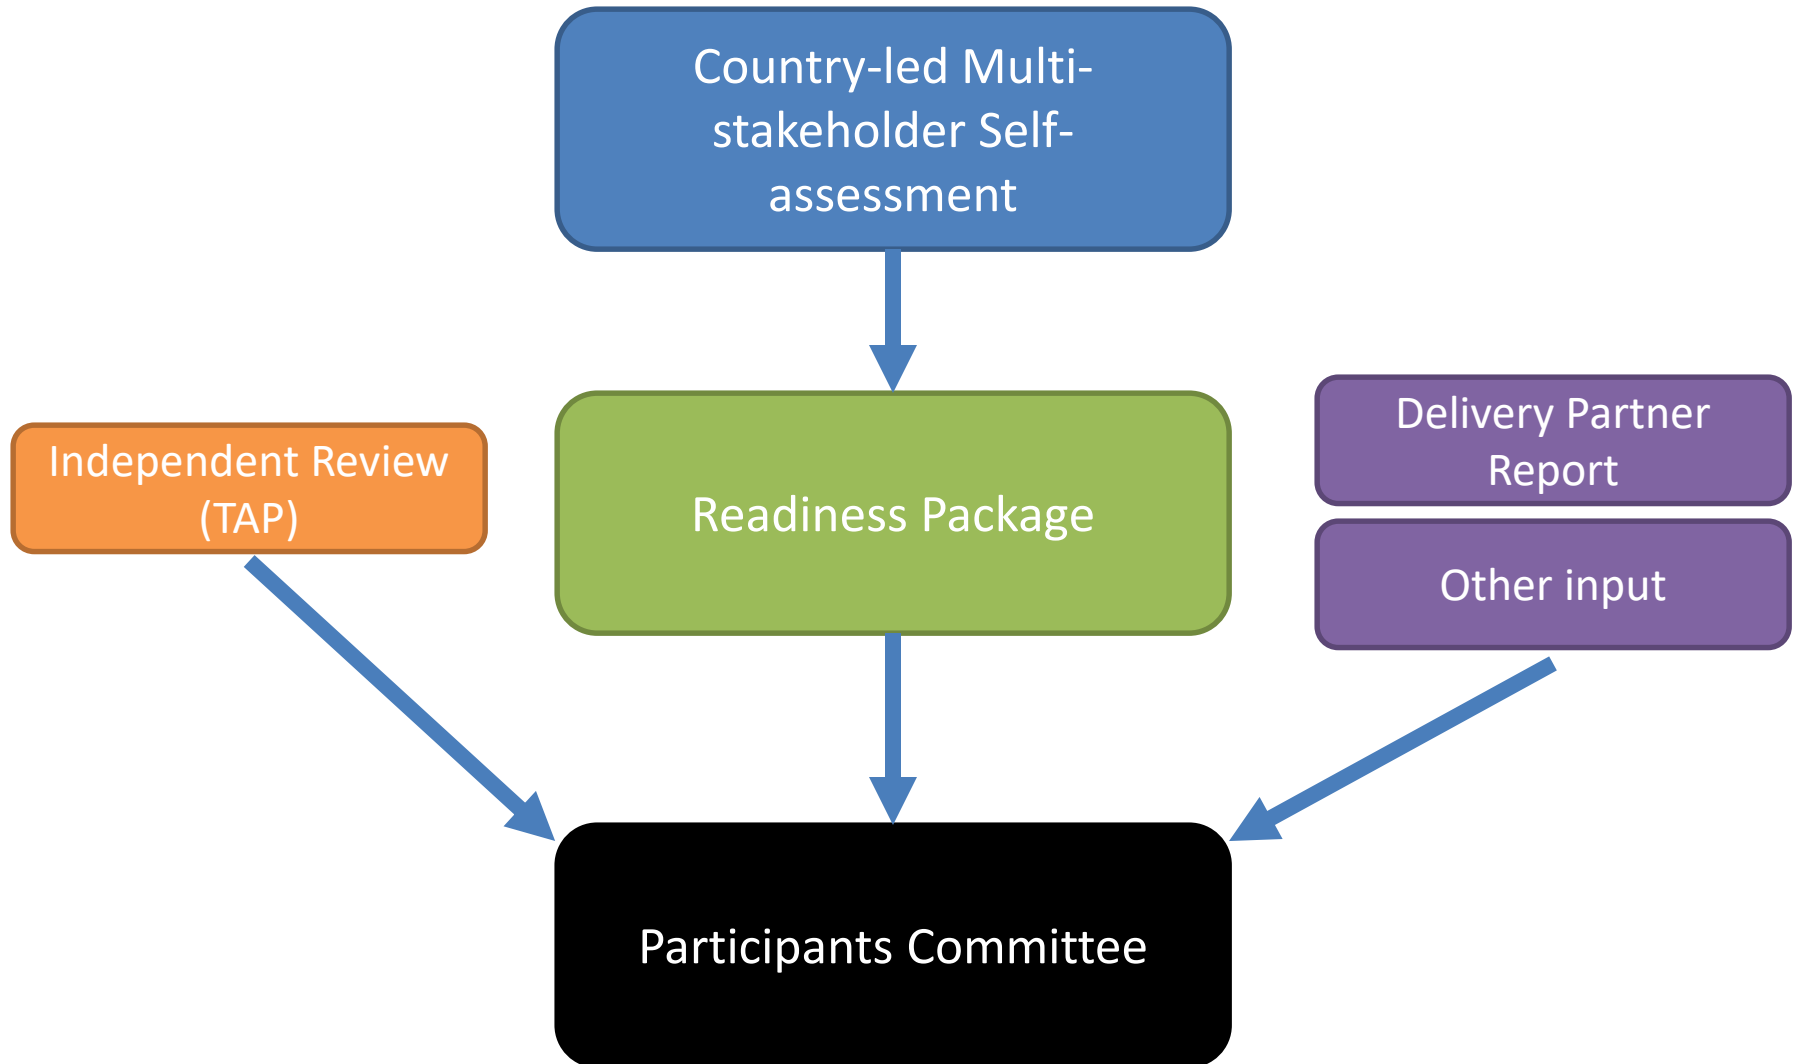 Country-led Multi-
stakeholder Self-
assessment
Independent Review
(TAP)
Readiness Package
Delivery Partner
Report
Other input
Participants Committee